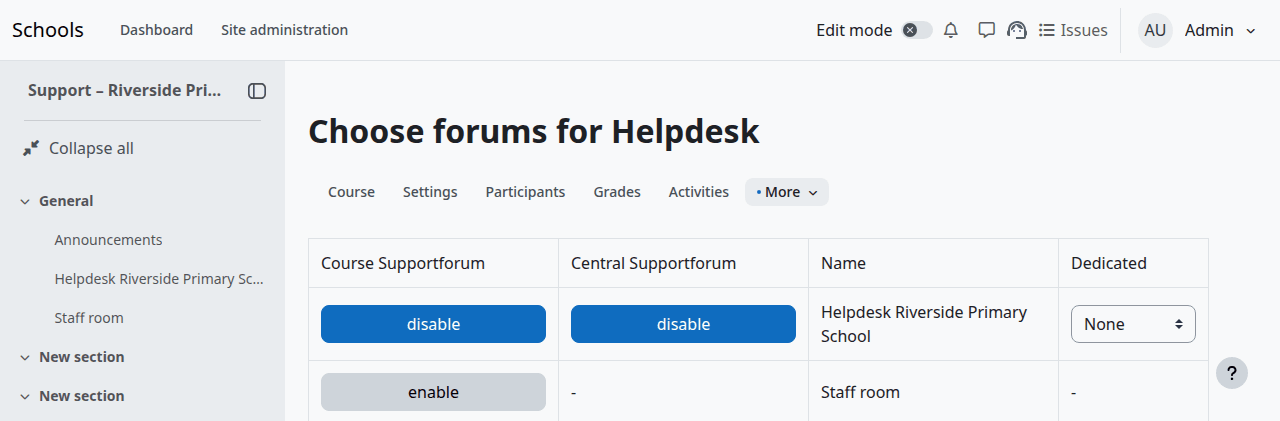 Schools
Dashboard
Site administration
Edit mode
Issues
AU
Admin
Support – Riverside Pri...
Collapse all
General
Announcements
Helpdesk Riverside Primary Sc...
Staff room
New section
New section
Choose forums for Helpdesk
Course
Settings
Participants
Grades
Activities
More
Course Supportforum
Central Supportforum
Name
Dedicated
disable
disable
Helpdesk Riverside Primary
School
None
enable
-
Staff room
-
?